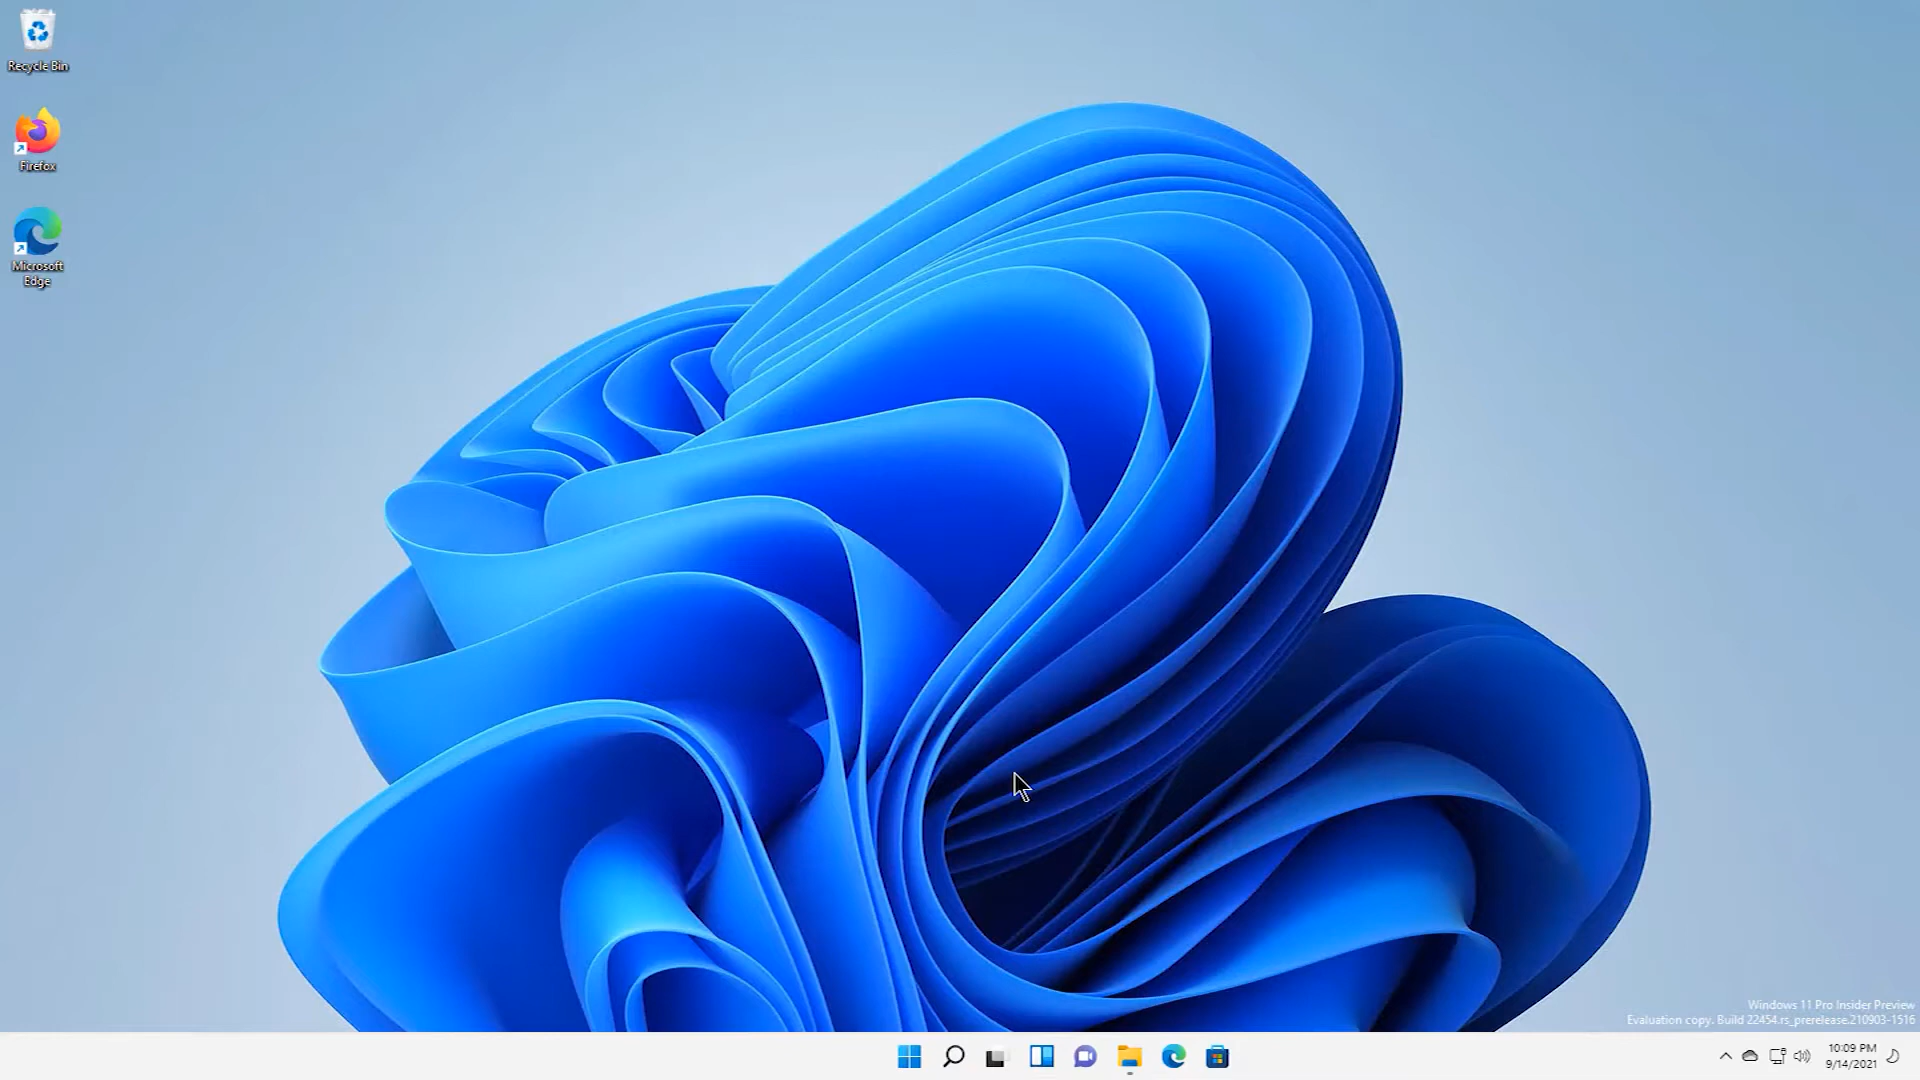 Recycle Bin
Firefox
Microsoft
Edge
Windows 11 Pro Insider Preview
Evaluation copy. Build 22454.rs_prerelease.210903-1516
10:09 PM
9/14/2021